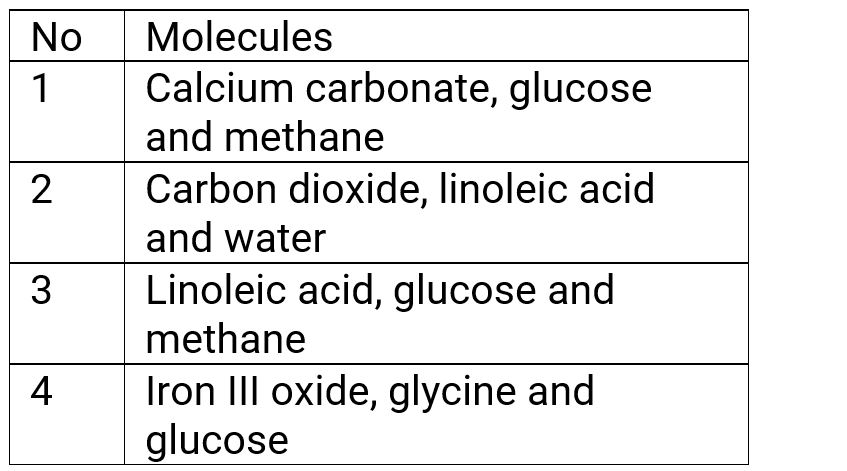 No Molecules
1 Calcium carbonate, glucose
and methane
2 Carbon dioxide, linoleic acid
and water
3 Linoleic acid, glucose and
methane
4 Iron III oxide, glycine and
glucose